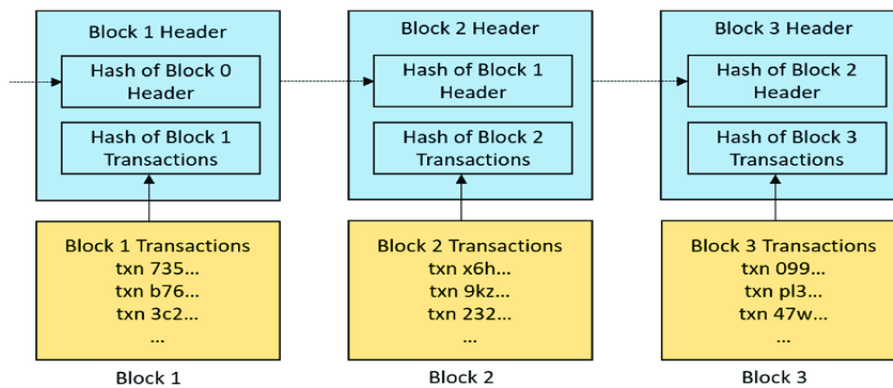 Block 1 Header
Hash of Block 0
Header
Hash of Block 1
Transactions
Block 1 Transactions
txn 735...
txn b76...
txn 3c2...
...
Block 1
Block 2 Header
Hash of Block 1
Header
Hash of Block 2
Transactions
Block 2 Transactions
txn x6h...
txn 9kz...
txn 232...
...
Block 2
Block 3 Header
Hash of Block 2
Header
Hash of Block 3
Transactions
Block 3 Transactions
txn 099...
txn pl3...
txn 47w...
...
Block 3